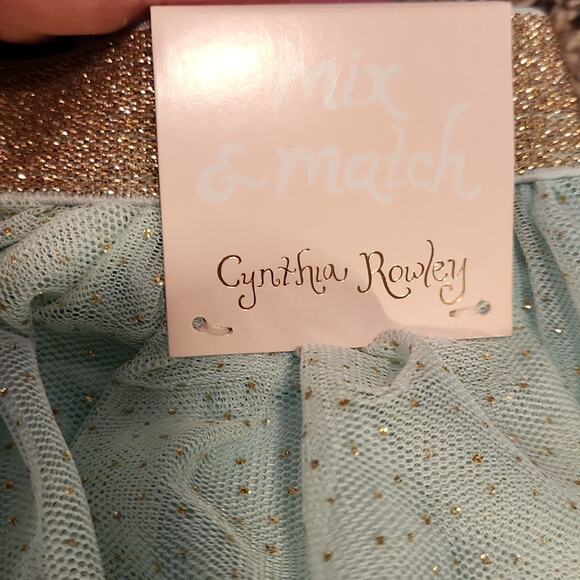 mix
& match
Cynthia Rowley